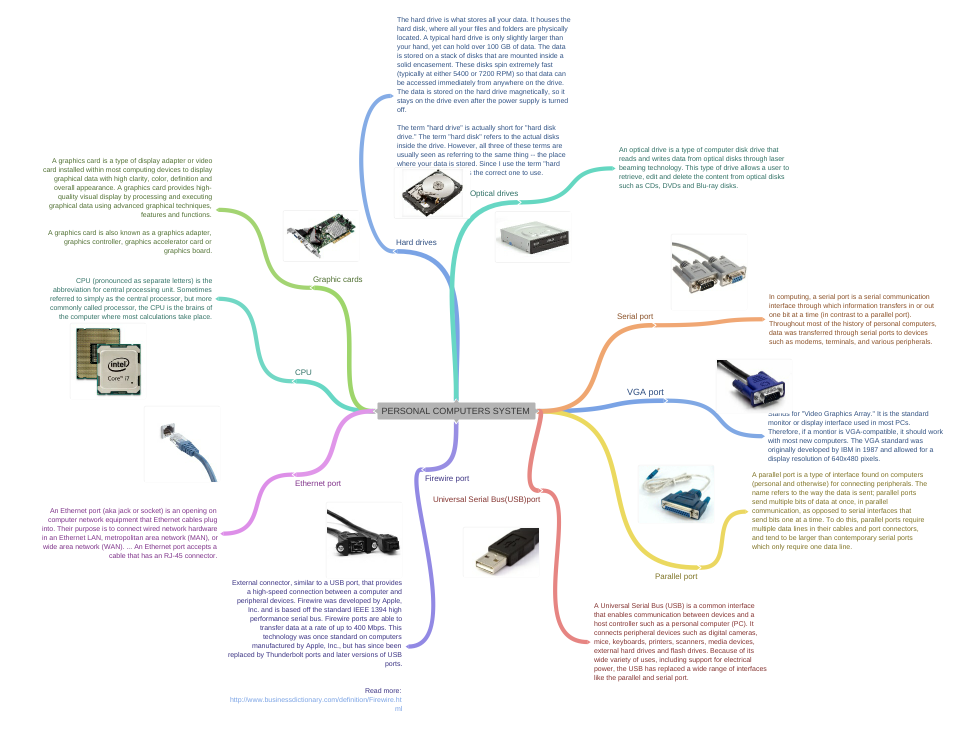 The hard drive is what stores all your data. It houses the
hard disk, where all your files and folders are physically
located. A typical hard drive is only slightly larger than
your hand, yet can hold over 100 GB of data. The data
is stored on a stack of disks that are mounted inside a
solid encasement. These disks spin extremely fast
(typically at either 5400 or 7200 RPM) so that data can
be accessed immediately from anywhere on the drive.
The data is stored on the hard drive magnetically, so it
stays on the drive even after the power supply is turned
off.
The term "hard drive" is actually short for "hard disk
drive." The term "hard disk" refers to the actual disks
inside the drive. However, all three of these terms are
usually seen as referring to the same thing -- the place
where your data is stored. Since I use the term "hard
the correct one to use.
Hard drives
Optical drives
An optical drive is a type of computer disk drive that
reads and writes data from optical disks through laser
beaming technology. This type of drive allows a user to
retrieve, edit and delete the content from optical disks
such as CDs, DVDs and Blu-ray disks.
A graphics card is a type of display adapter or video
card installed within most computing devices to display
graphical data with high clarity, color, definition and
overall appearance. A graphics card provides high-
quality visual display by processing and executing
graphical data using advanced graphical techniques,
features and functions.
A graphics card is also known as a graphics adapter,
graphics controller, graphics accelerator card or
graphics board.
Graphic cards
CPU (pronounced as separate letters) is the
abbreviation for central processing unit. Sometimes
referred to simply as the central processor, but more
commonly called processor, the CPU is the brains of
the computer where most calculations take place.
intel
Core i7
CPU
Serial port
In computing, a serial port is a serial communication
interface through which information transfers in or out
one bit at a time (in contrast to a parallel port).
Throughout most of the history of personal computers,
data was transferred through serial ports to devices
such as modems, terminals, and various peripherals.
VGA port
Stands for "Video Graphics Array." It is the standard
monitor or display interface used in most PCs.
Therefore, if a montior is VGA-compatible, it should work
with most new computers. The VGA standard was
originally developed by IBM in 1987 and allowed for a
display resolution of 640x480 pixels.
PERSONAL COMPUTERS SYSTEM
Ethernet port
An Ethernet port (aka jack or socket) is an opening on
computer network equipment that Ethernet cables plug
into. Their purpose is to connect wired network hardware
in an Ethernet LAN, metropolitan area network (MAN), or
wide area network (WAN). ... An Ethernet port accepts a
cable that has an RJ-45 connector.
Firewire port
External connector, similar to a USB port, that provides
a high-speed connection between a computer and
peripheral devices. Firewire was developed by Apple,
Inc. and is based off the standard IEEE 1394 high
performance serial bus. Firewire ports are able to
transfer data at a rate of up to 400 Mbps. This
technology was once standard on computers
manufactured by Apple, Inc., but has since been
replaced by Thunderbolt ports and later versions of USB
ports.
Read more:
http://www.businessdictionary.com/definition/Firewire.ht
ml
Universal Serial Bus(USB)port
A Universal Serial Bus (USB) is a common interface
that enables communication between devices and a
host controller such as a personal computer (PC). It
connects peripheral devices such as digital cameras,
mice, keyboards, printers, scanners, media devices,
external hard drives and flash drives. Because of its
wide variety of uses, including support for electrical
power, the USB has replaced a wide range of interfaces
like the parallel and serial port.
Parallel port
A parallel port is a type of interface found on computers
(personal and otherwise) for connecting peripherals. The
name refers to the way the data is sent; parallel ports
send multiple bits of data at once, in parallel
communication, as opposed to serial interfaces that
send bits one at a time. To do this, parallel ports require
multiple data lines in their cables and port connectors,
and tend to be larger than contemporary serial ports
which only require one data line.